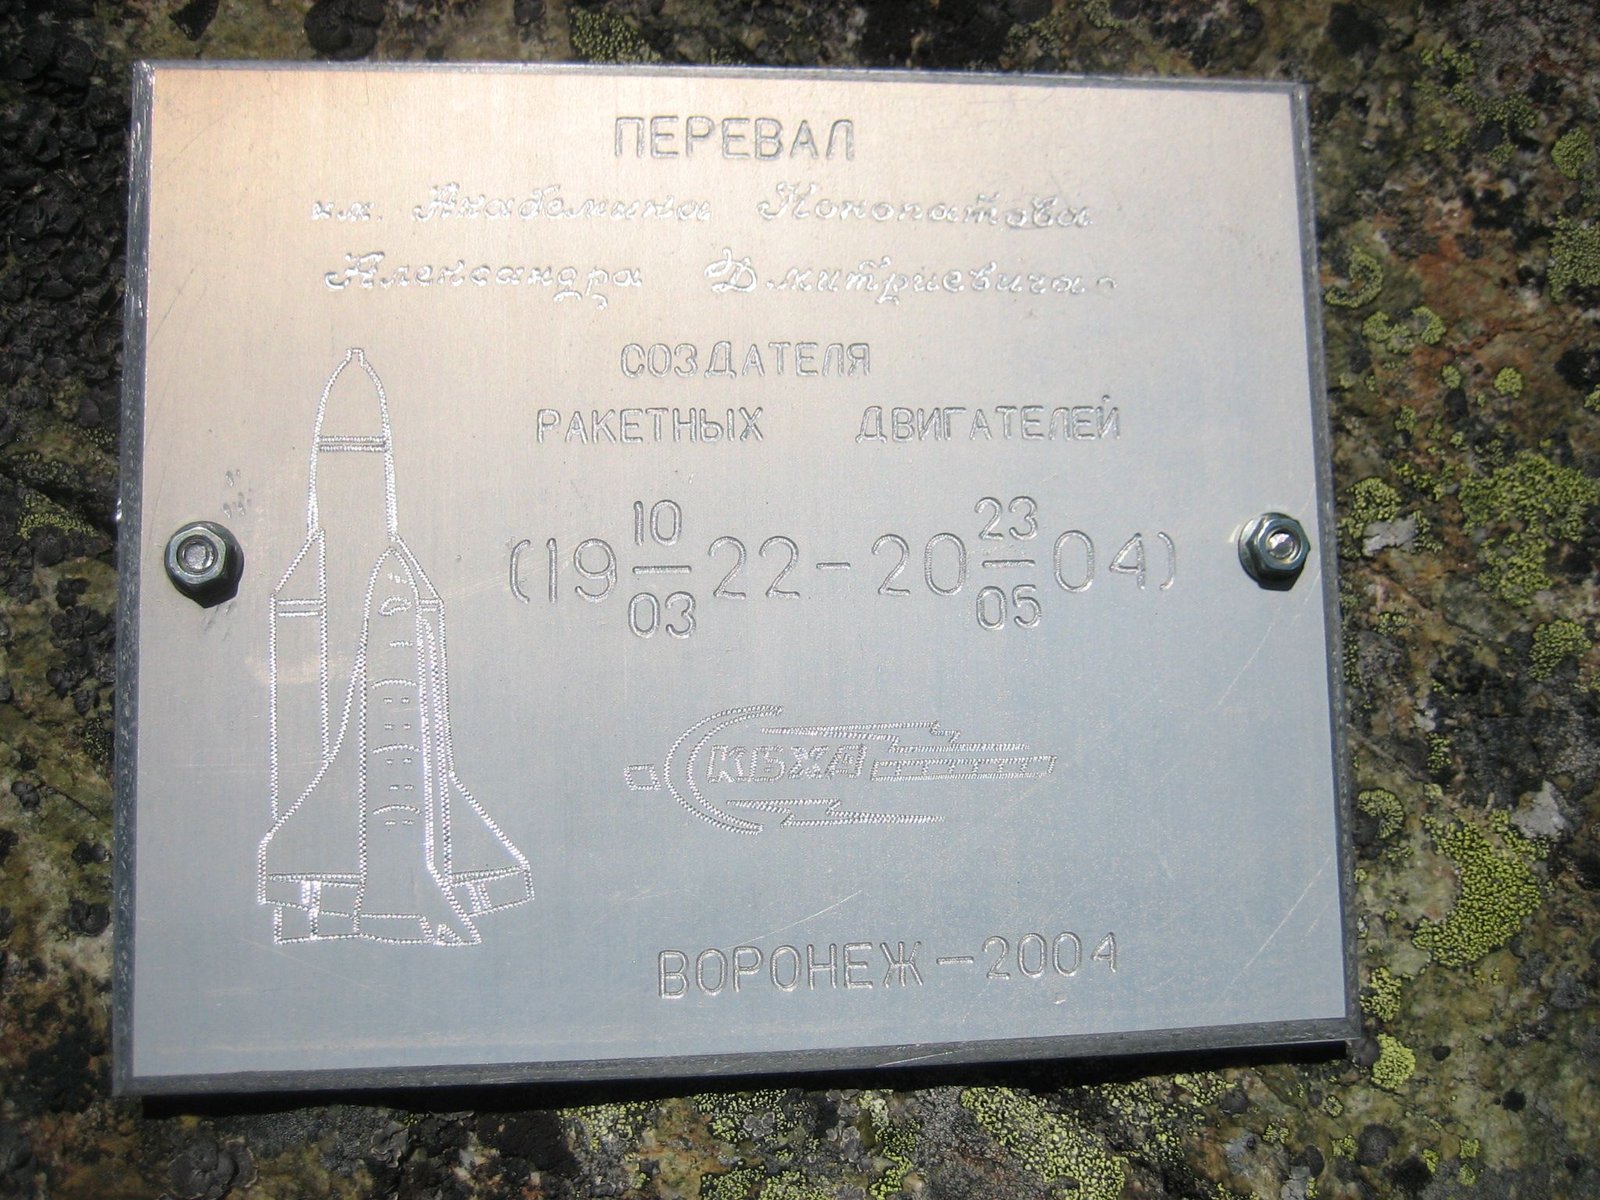 ПЕРЕВАЛ
им. Академика Конопатова
Александра Дмитриевича
СОЗДАТЕЛЯ
РАКЕТНЫХ ДВИГАТЕЛЕЙ
(19 10/03 22 - 20 23/05 04)
КБХА
ВОРОНЕЖ - 2004